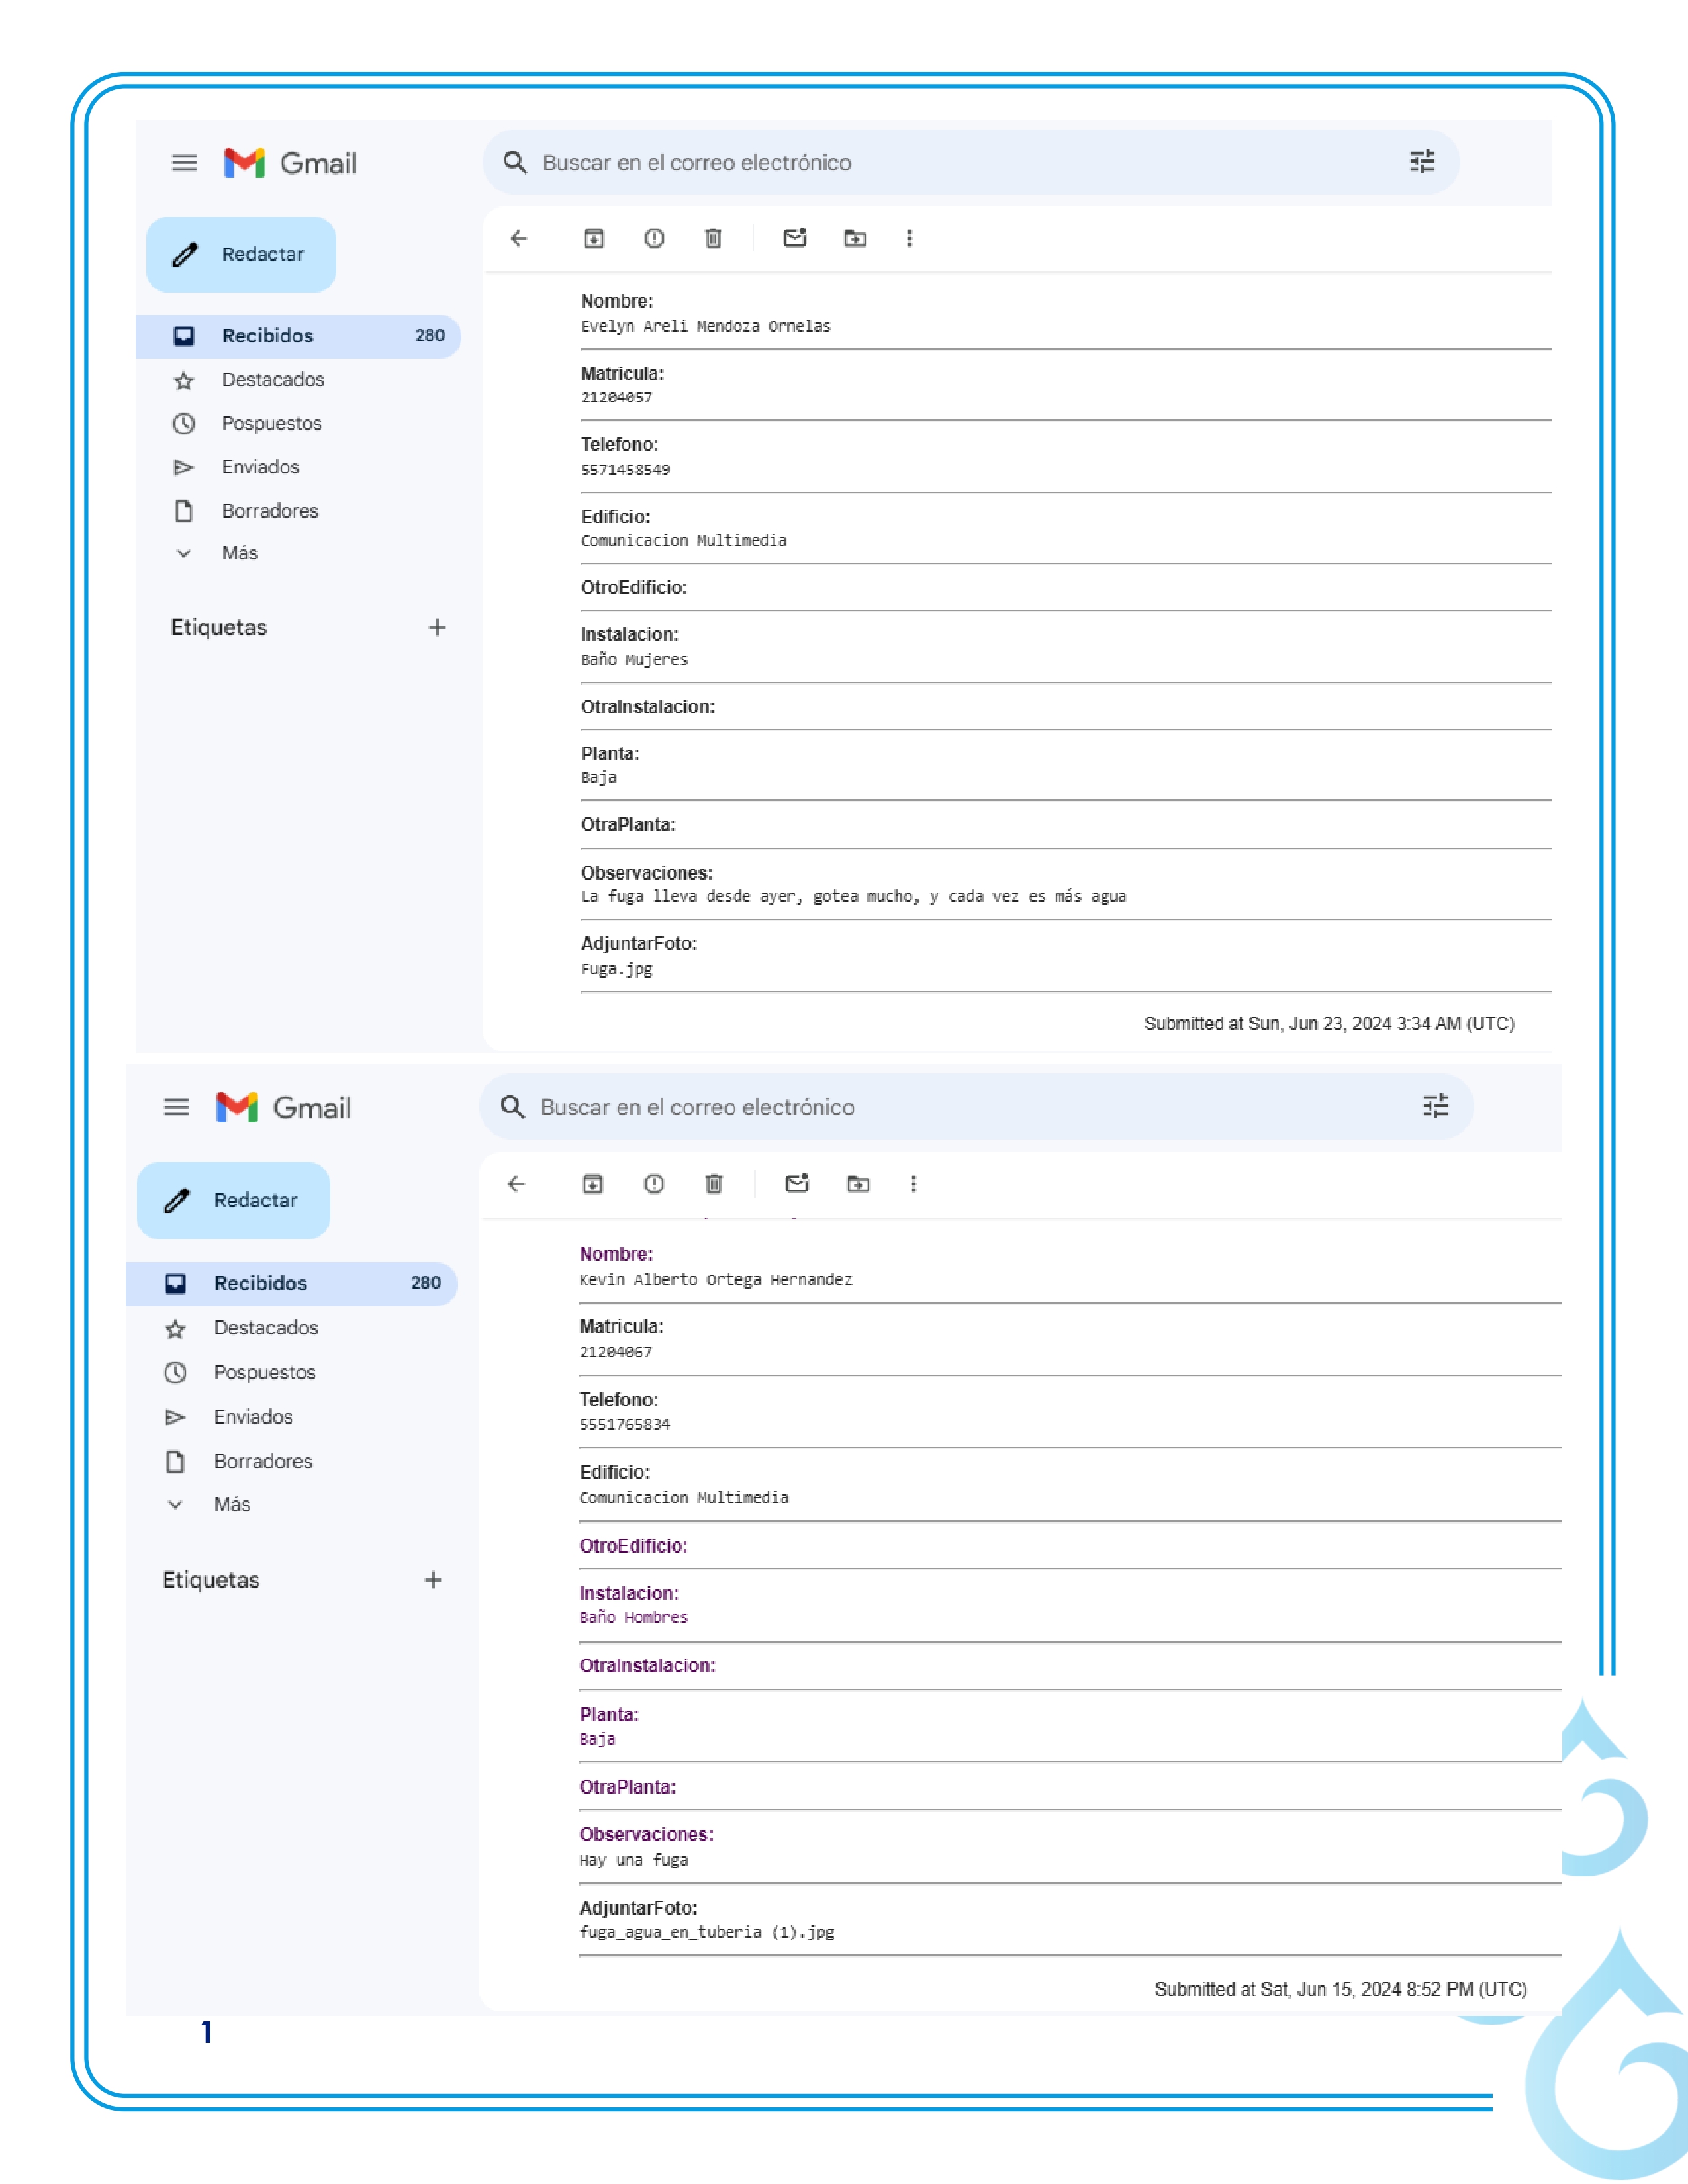 Gmail
Buscar en el correo electrónico
Redactar
Recibidos 280
Destacados
Pospuestos
Enviados
Borradores
Más
Etiquetas
Nombre:
Evelyn Areli Mendoza Ornelas
Matricula:
21204057
Telefono:
5571458549
Edificio:
Comunicacion Multimedia
OtroEdificio:
Instalacion:
Baño Mujeres
OtraInstalacion:
Planta:
Baja
OtraPlanta:
Observaciones:
La fuga lleva desde ayer, gotea mucho, y cada vez es más agua
AdjuntarFoto:
Fuga.jpg
Submitted at Sun, Jun 23, 2024 3:34 AM (UTC)
Gmail
Buscar en el correo electrónico
Redactar
Recibidos 280
Destacados
Pospuestos
Enviados
Borradores
Más
Etiquetas
Nombre:
Kevin Alberto Ortega Hernandez
Matricula:
21204067
Telefono:
5551765834
Edificio:
Comunicacion Multimedia
OtroEdificio:
Instalacion:
Baño Hombres
OtraInstalacion:
Planta:
Baja
OtraPlanta:
Observaciones:
Hay una fuga
AdjuntarFoto:
fuga_agua_en_tuberia (1).jpg
Submitted at Sat, Jun 15, 2024 8:52 PM (UTC)
1